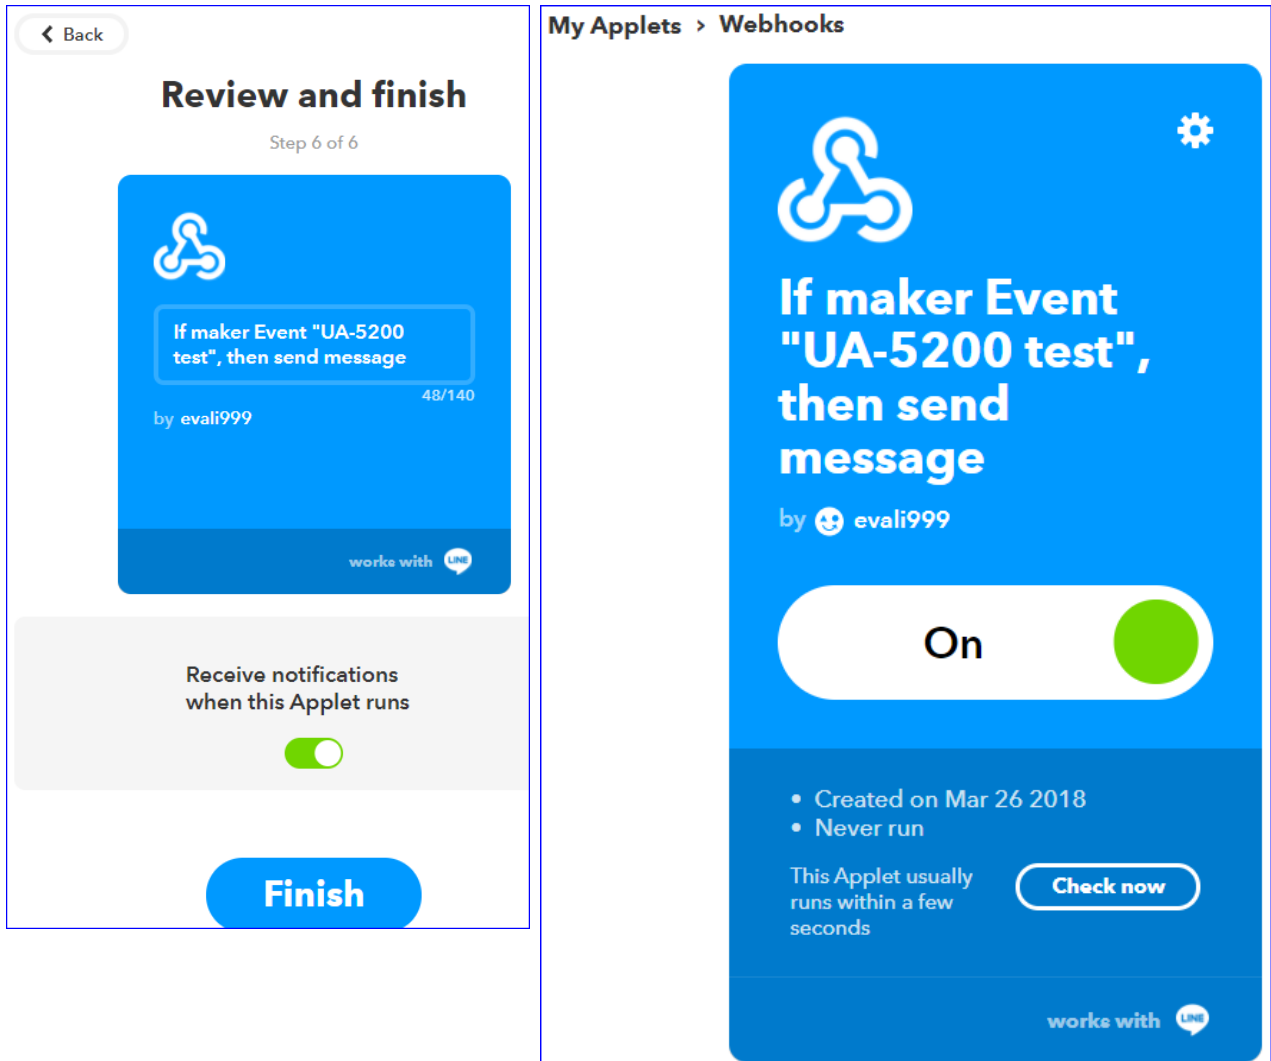 Back
Review and finish
Step 6 of 6
If maker Event "UA-5200
test", then send message
48/140
by evali999
works with LINE
Receive notifications
when this Applet runs
Finish
My Applets > Webhooks
If maker Event
"UA-5200 test",
then send
message
by evali999
On
• Created on Mar 26 2018
• Never run
This Applet usually
runs within a few
seconds
Check now
works with LINE